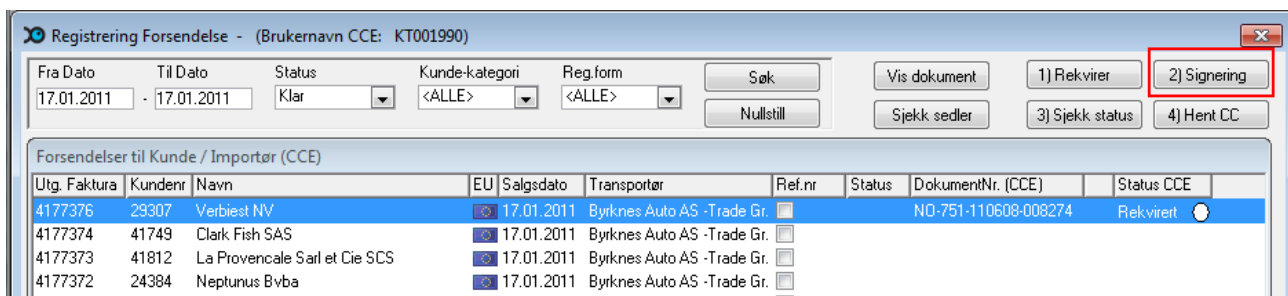 Registrering Forsendelse - (Brukernavn CCE: KT001990)
Fra Dato Til Dato Status Kunde-kategori Reg.form
17.01.2011 - 17.01.2011 Klar <ALLE> <ALLE>
Søk Vis dokument 1) Rekvirer 2) Signering
Nullstill Sjekk sedler 3) Sjekk status 4) Hent CC
Forsendelser til Kunde / Importør (CCE)
Utg. Faktura Kundenr Navn EU Salgsdato Transportør Ref.nr Status DokumentNr. (CCE) Status CCE
4177376 29307 Verbiest NV 17.01.2011 Byrknes Auto AS -Trade Gr. NO-751-110608-008274 Rekvirert
4177374 41749 Clark Fish SAS 17.01.2011 Byrknes Auto AS -Trade Gr.
4177373 41812 La Provencale Sarl et Cie SCS 17.01.2011 Byrknes Auto AS -Trade Gr.
4177372 24384 Neptunus Bvba 17.01.2011 Byrknes Auto AS -Trade Gr.